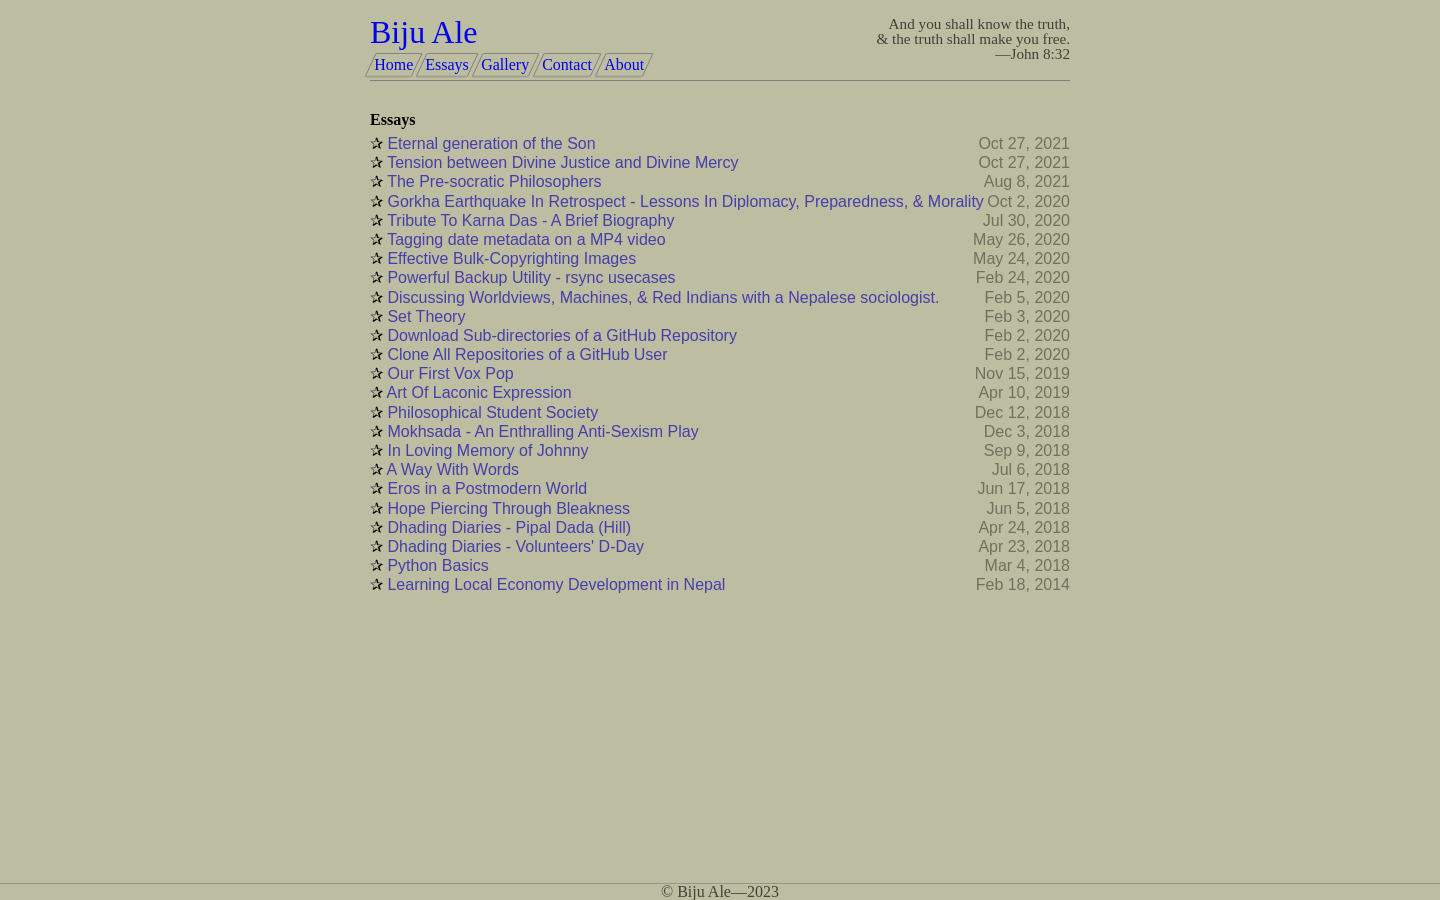 Biju Ale
And you shall know the truth,
& the truth shall make you free.
—John 8:32
Home Essays Gallery Contact About
Essays
✰ Eternal generation of the Son Oct 27, 2021
✰ Tension between Divine Justice and Divine Mercy Oct 27, 2021
✰ The Pre-socratic Philosophers Aug 8, 2021
✰ Gorkha Earthquake In Retrospect - Lessons In Diplomacy, Preparedness, & Morality Oct 2, 2020
✰ Tribute To Karna Das - A Brief Biography Jul 30, 2020
✰ Tagging date metadata on a MP4 video May 26, 2020
✰ Effective Bulk-Copyrighting Images May 24, 2020
✰ Powerful Backup Utility - rsync usecases Feb 24, 2020
✰ Discussing Worldviews, Machines, & Red Indians with a Nepalese sociologist. Feb 5, 2020
✰ Set Theory Feb 3, 2020
✰ Download Sub-directories of a GitHub Repository Feb 2, 2020
✰ Clone All Repositories of a GitHub User Feb 2, 2020
✰ Our First Vox Pop Nov 15, 2019
✰ Art Of Laconic Expression Apr 10, 2019
✰ Philosophical Student Society Dec 12, 2018
✰ Mokhsada - An Enthralling Anti-Sexism Play Dec 3, 2018
✰ In Loving Memory of Johnny Sep 9, 2018
✰ A Way With Words Jul 6, 2018
✰ Eros in a Postmodern World Jun 17, 2018
✰ Hope Piercing Through Bleakness Jun 5, 2018
✰ Dhading Diaries - Pipal Dada (Hill) Apr 24, 2018
✰ Dhading Diaries - Volunteers' D-Day Apr 23, 2018
✰ Python Basics Mar 4, 2018
✰ Learning Local Economy Development in Nepal Feb 18, 2014
© Biju Ale—2023